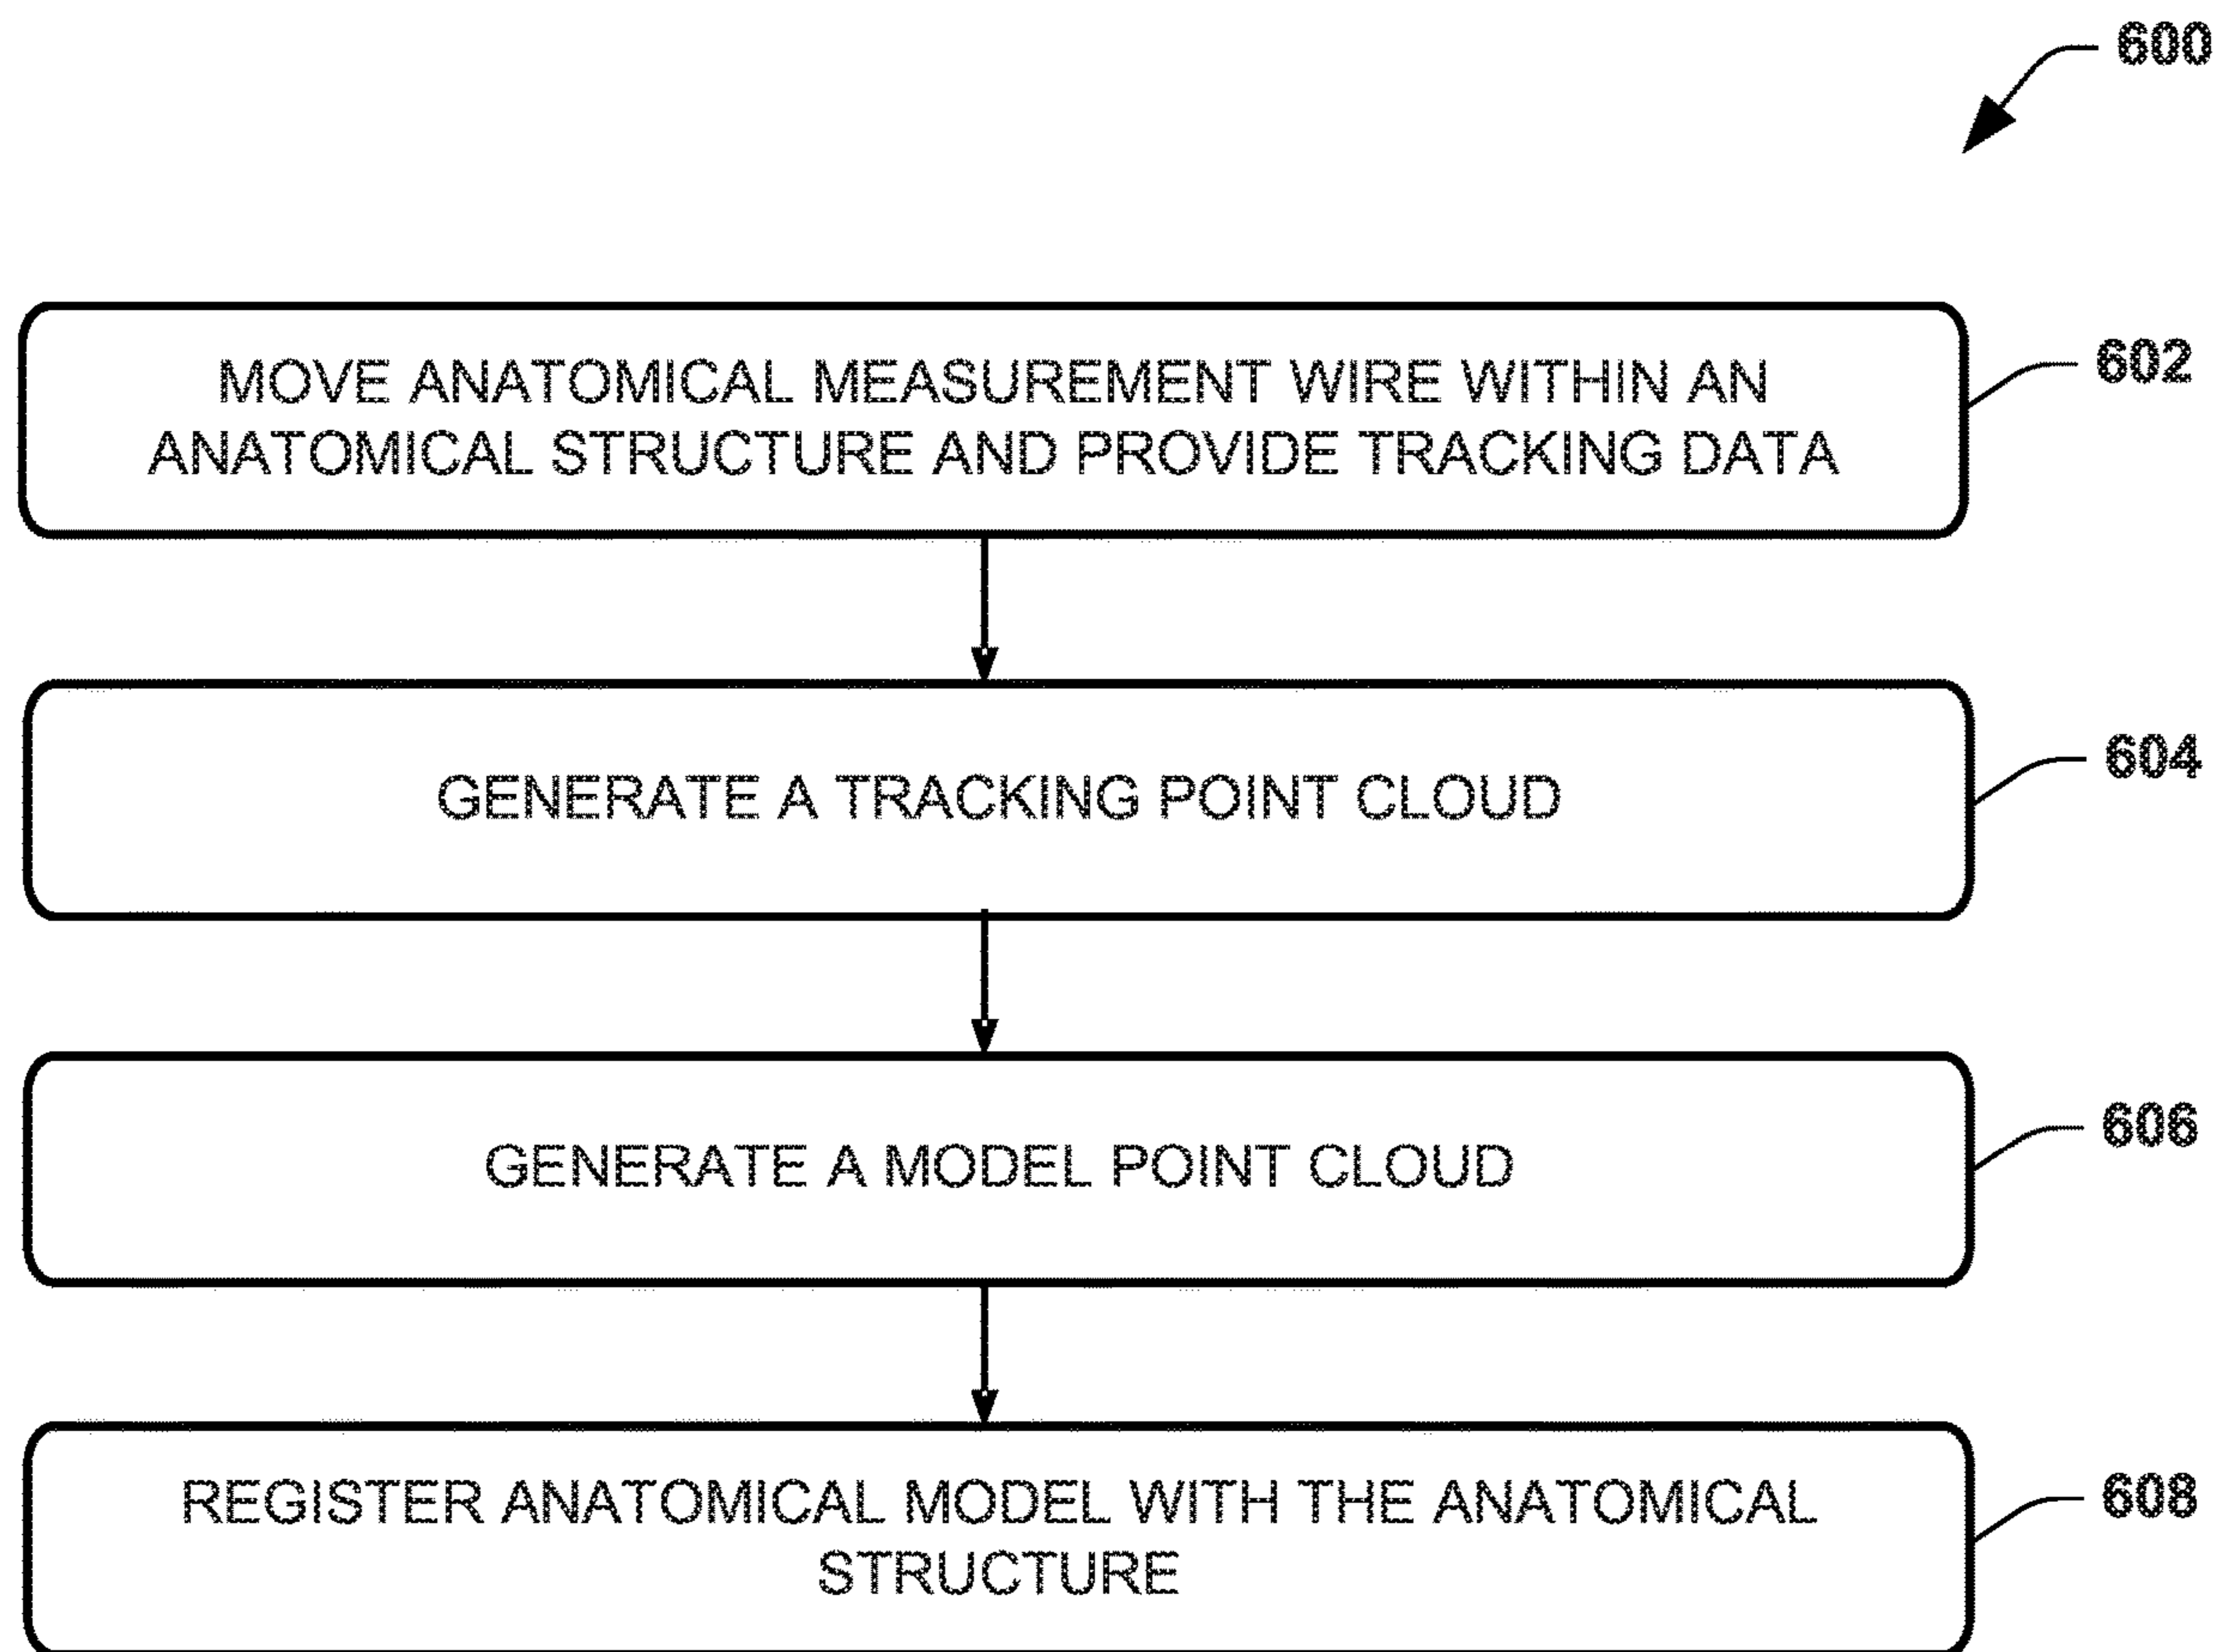 600
MOVE ANATOMICAL MEASUREMENT WIRE WITHIN AN
ANATOMICAL STRUCTURE AND PROVIDE TRACKING DATA
602
GENERATE A TRACKING POINT CLOUD
604
GENERATE A MODEL POINT CLOUD
606
REGISTER ANATOMICAL MODEL WITH THE ANATOMICAL
STRUCTURE
608